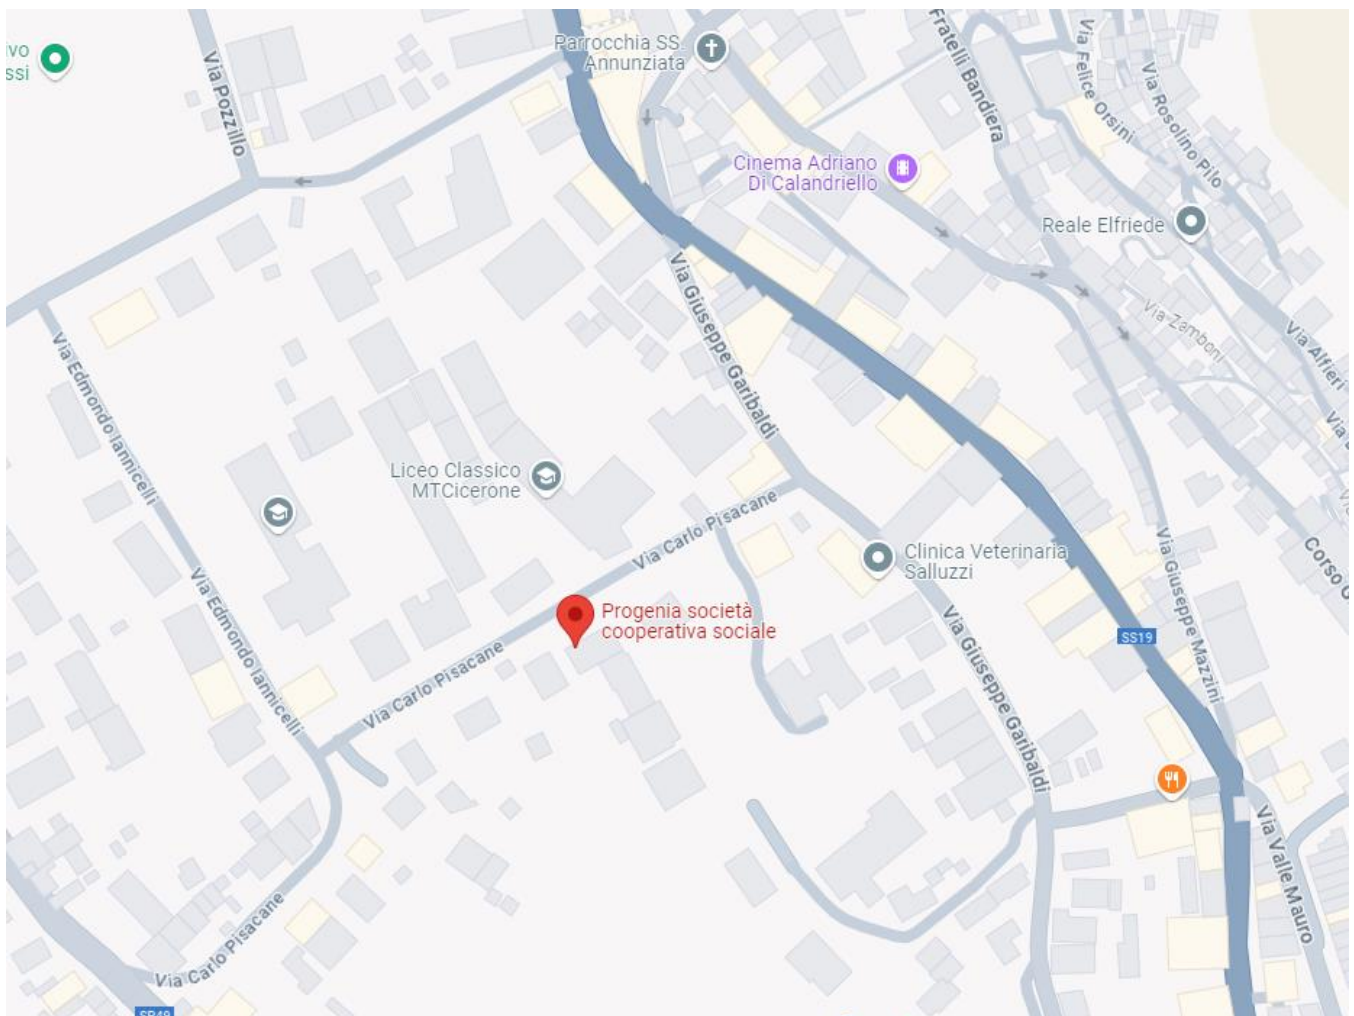 Parrocchia SS.
Annunziata
Via Pozzillo
Fratelli Bandiera
Via Felice Orsini
Via Rosolino Pilo
Cinema Adriano
Di Calandriello
Reale Elfriede
Via Giuseppe Garibaldi
Via Zamboni
Via Alfieri
Via Edmondo Iannicelli
Liceo Classico
MTCicerone
Via Carlo Pisacane
Clinica Veterinaria
Salluzzi
Via Giuseppe Mazzini
Corso G
Via Edmondo Iannicelli
Progenia società
cooperativa sociale
SS19
Via Carlo Pisacane
Via Giuseppe Garibaldi
Via Valle Mauro
Via Carlo Pisacane